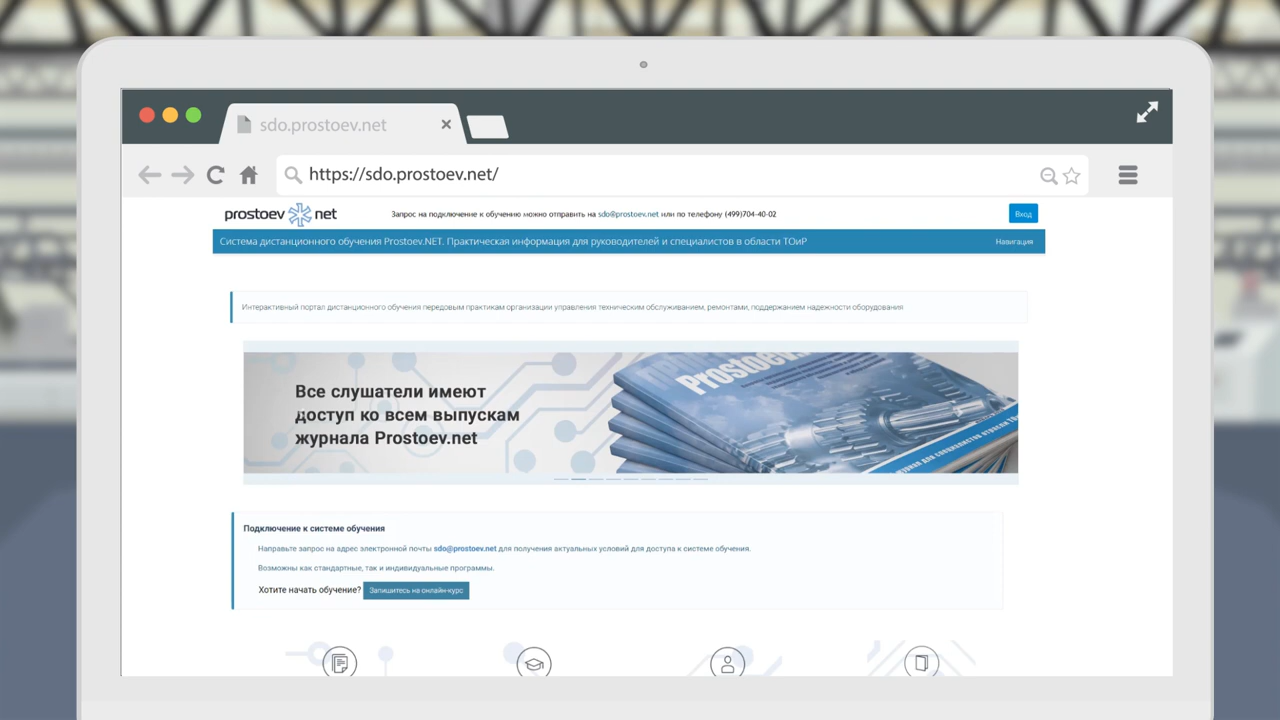 sdo.prostoev.net
https://sdo.prostoev.net/
prostoev net
Запрос на подключение к обучению можно отправить на sdo@prostoev.net или по телефону (499)704-40-02
Вход
Система дистанционного обучения Prostoev.NET. Практическая информация для руководителей и специалистов в области ТОиР
Навигация
Интерактивный портал дистанционного обучения передовым практикам организации управления техническим обслуживанием, ремонтами, поддержанием надежности оборудования
Все слушатели имеют
доступ ко всем выпускам
журнала Prostoev.net
Prostoev.
Подключение к системе обучения
Направьте запрос на адрес электронной почты sdo@prostoev.net для получения актуальных условий для доступа к системе обучения.
Возможны как стандартные, так и индивидуальные программы.
Хотите начать обучение? Запишитесь на онлайн-курс